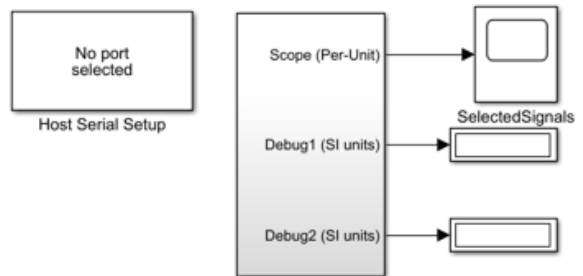 No port
selected
Host Serial Setup
Scope (Per-Unit)
SelectedSignals
Debug1 (SI units)
Debug2 (SI units)